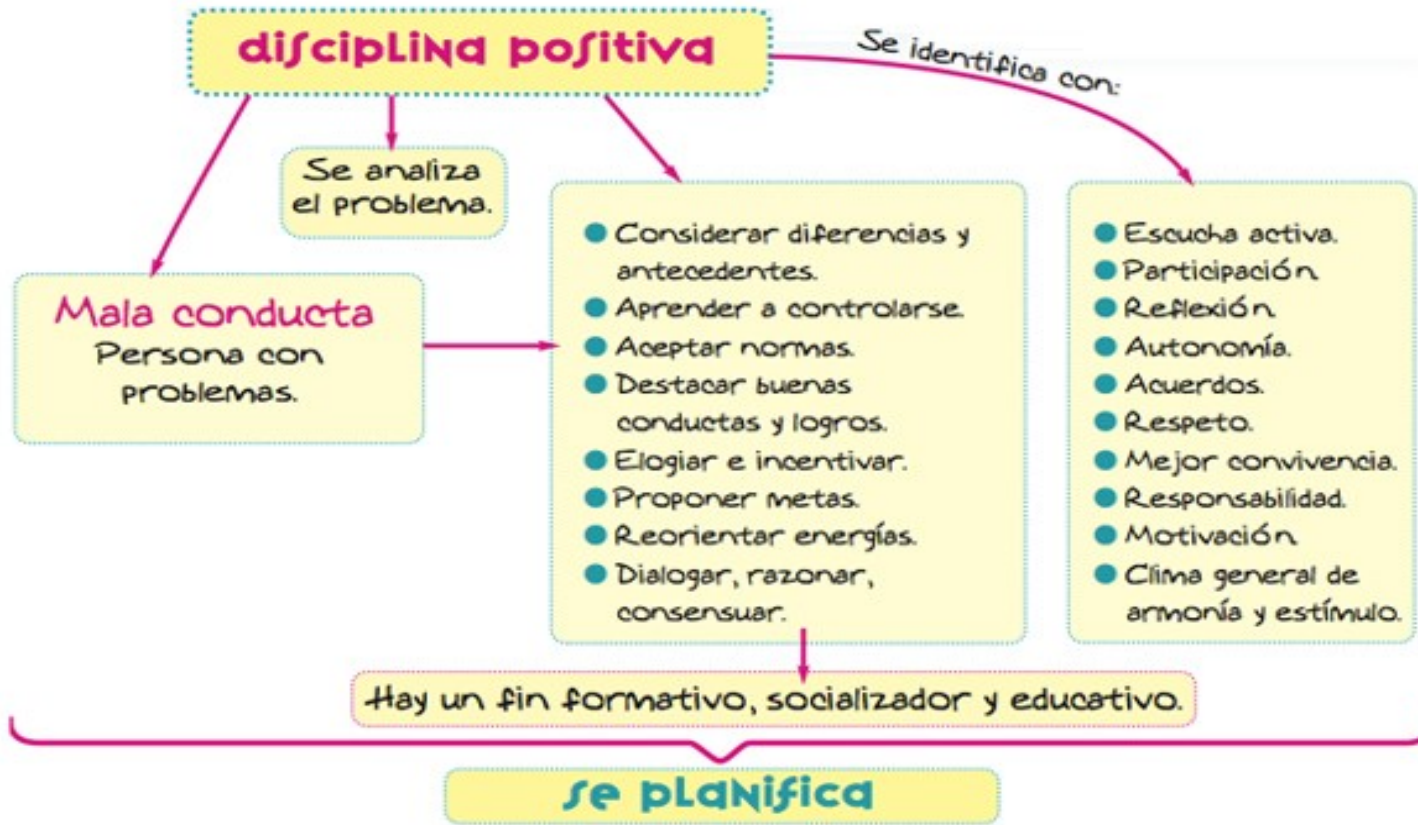 disciplina positiva
Se identifica con:
Se analiza
el problema.
Mala conducta
Persona con
problemas.
Considerar diferencias y
antecedentes.
Aprender a controlarse.
Aceptar normas.
Destacar buenas
conductas y logros.
Elogiar e incentivar.
Proponer metas.
Reorientar energías.
Dialogar, razonar,
consensuar.
Escucha activa.
Participación.
Reflexión.
Autonomía.
Acuerdos.
Respeto.
Mejor convivencia.
Responsabilidad.
Motivación.
Clima general de
armonía y estímulo.
Hay un fin formativo, socializador y educativo.
se planifica